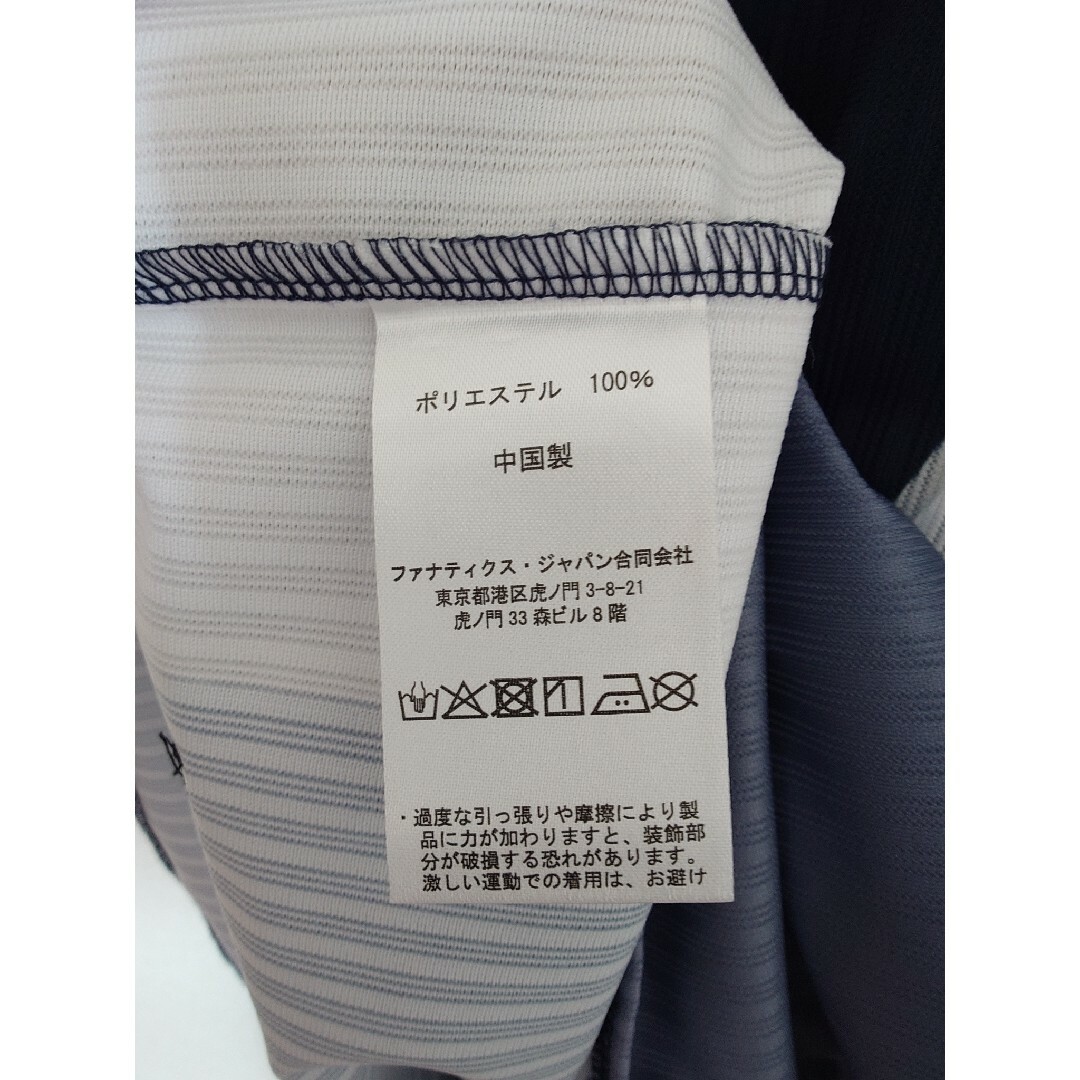 ポリエステル 100%
中国製
ファナティクス・ジャパン合同会社
東京都港区虎ノ門3-8-21
虎ノ門33森ビル8階
・過度な引っ張りや摩擦により製
品に力が加わりますと、装飾部
分が破損する恐れがあります。
激しい運動での着用は、お避け